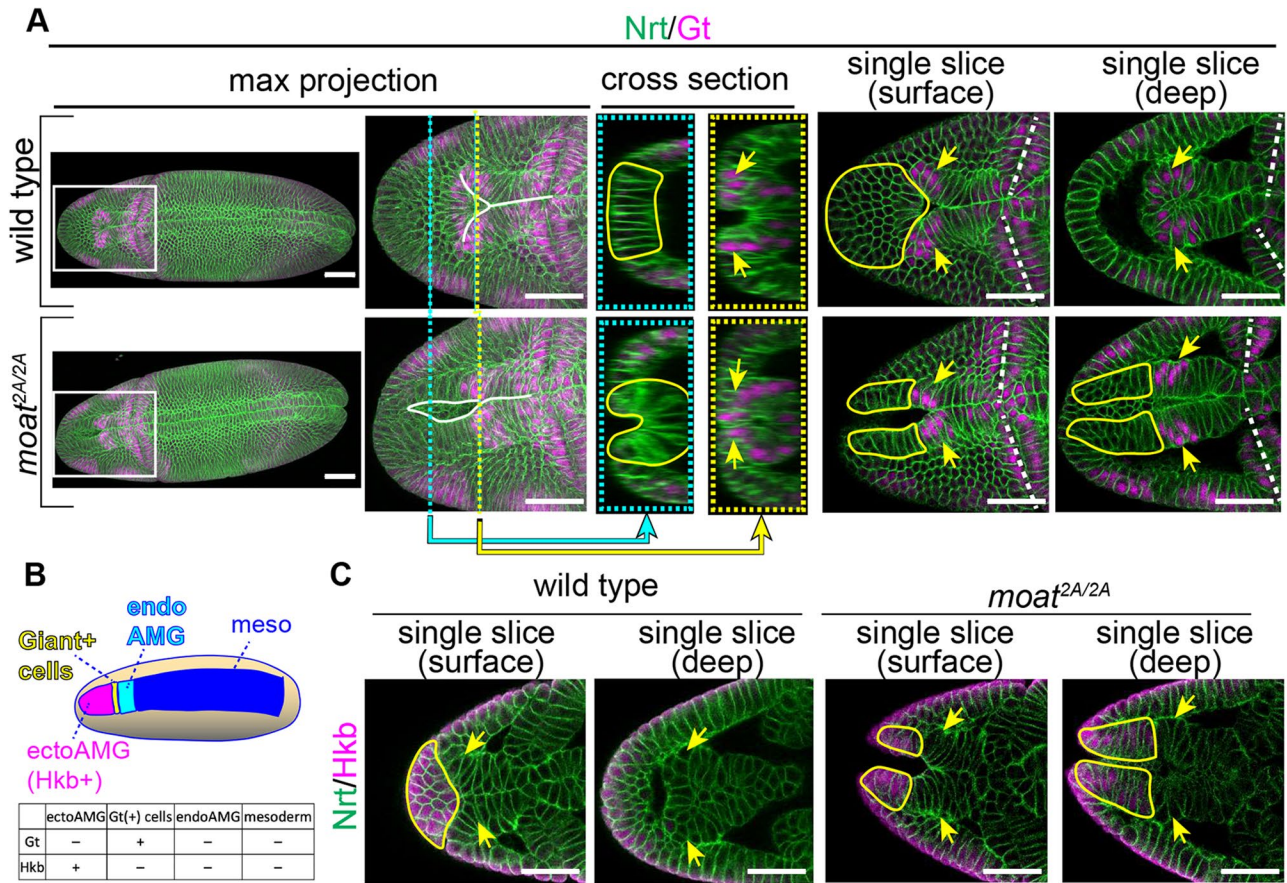 A
Nrt/Gt
max projection
cross section
single slice
(surface)
single slice
(deep)
wild type
moat2A/2A
B
endo
AMG
meso
Giant+
cells
ectoAMG
(Hkb+)
ectoAMG Gt(+) cells endoAMG mesoderm
Gt – + – –
Hkb + – – –
C
wild type
moat2A/2A
single slice
(surface)
single slice
(deep)
single slice
(surface)
single slice
(deep)
Nrt/Hkb